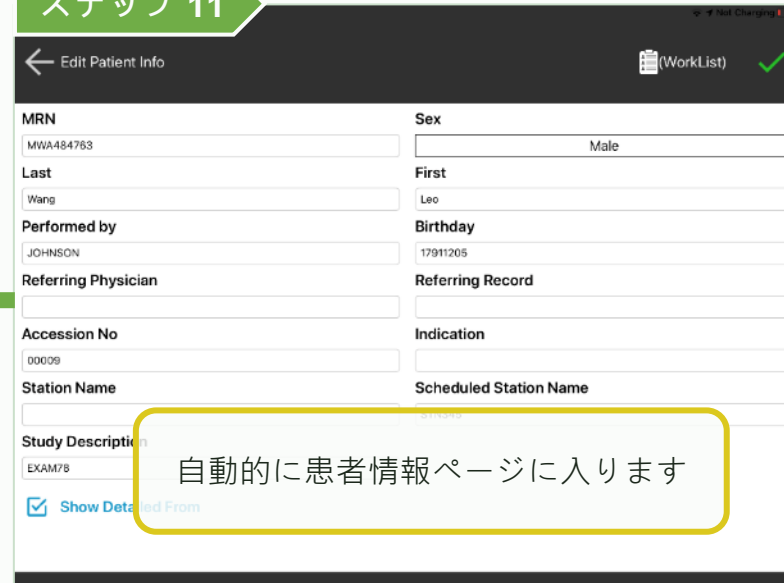 ステップ 11
Not Charging
Edit Patient Info
(WorkList)
MRN
Sex
MWA484763
Male
Last
First
Wang
Leo
Performed by
Birthday
JOHNSON
17911205
Referring Physician
Referring Record
Accession No
Indication
00009
Station Name
Scheduled Station Name
Study Description
EXAM78
自動的に患者情報ページに入ります
Show Detailed From